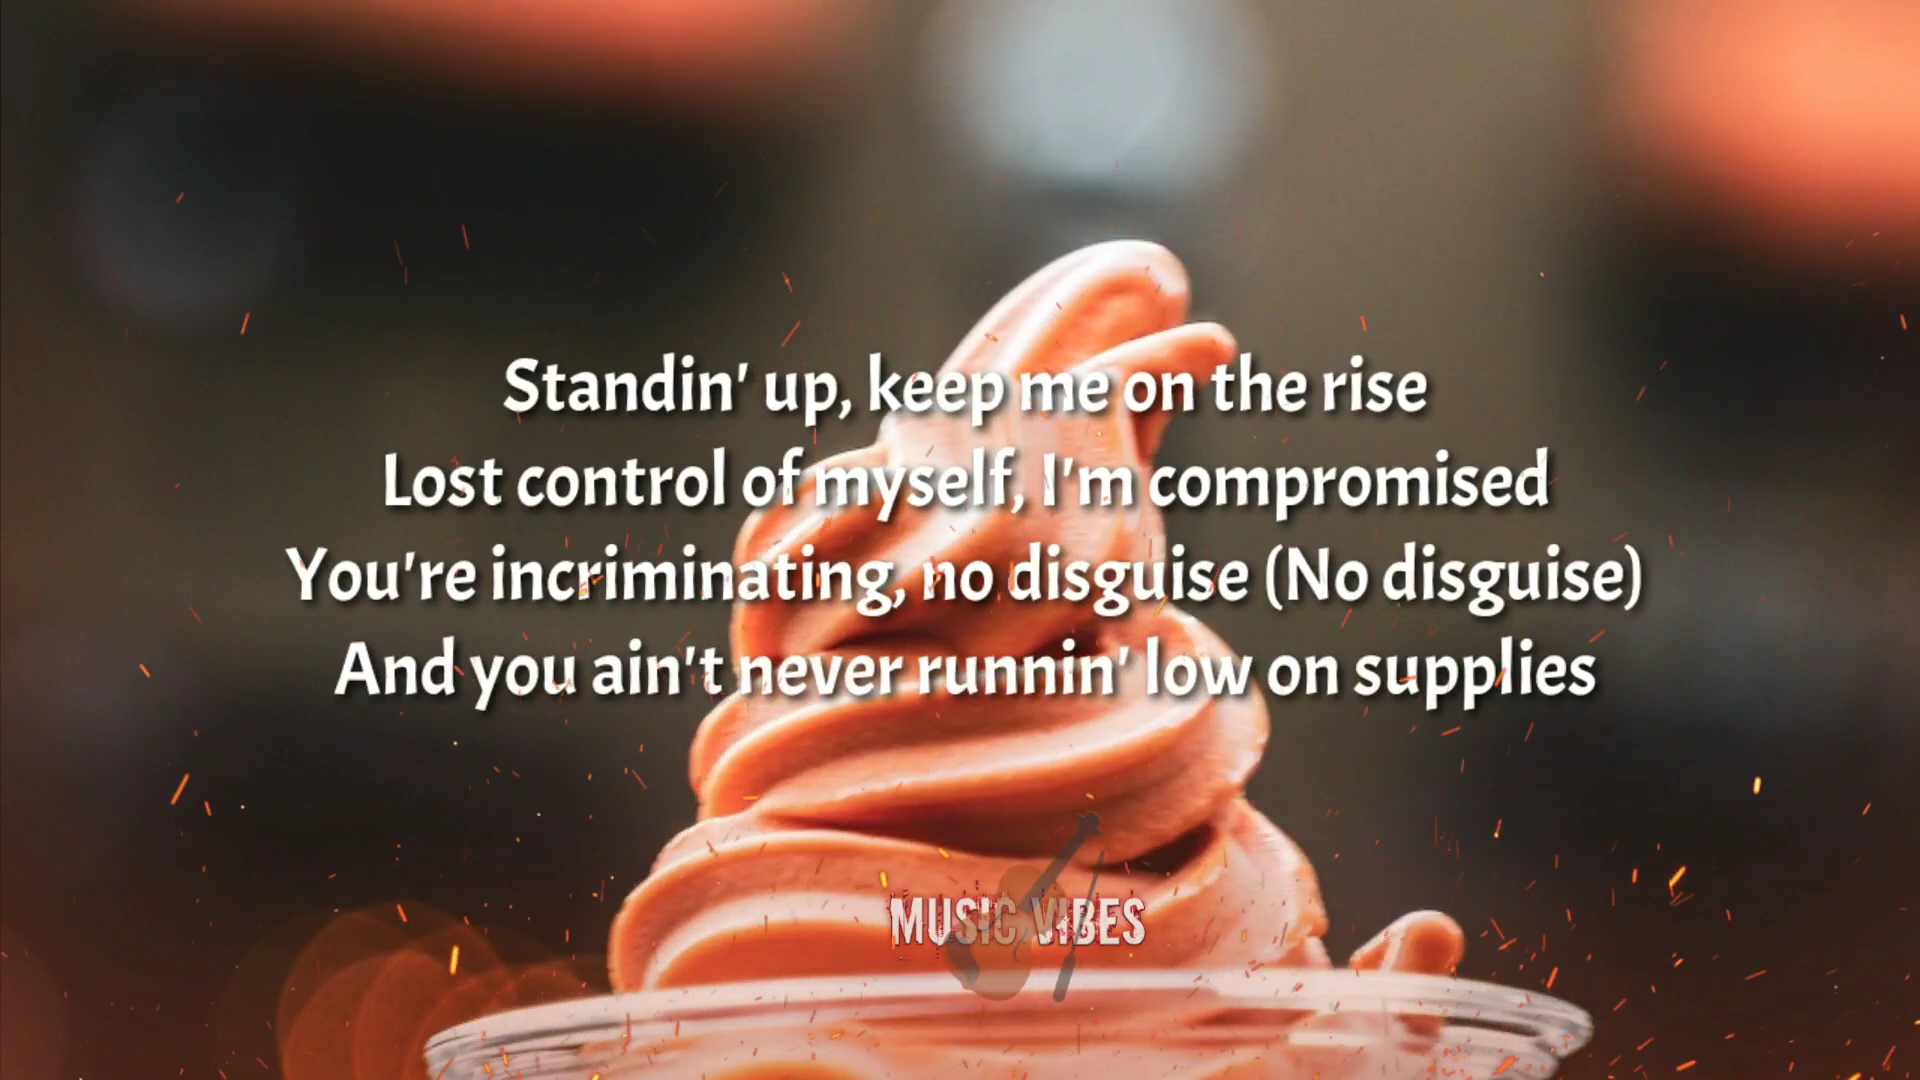 Standin' up, keep me on the rise
Lost control of myself, I'm compromised
You're incriminating, no disguise (No disguise)
And you ain't never runnin' low on supplies
MUSIC VIBES